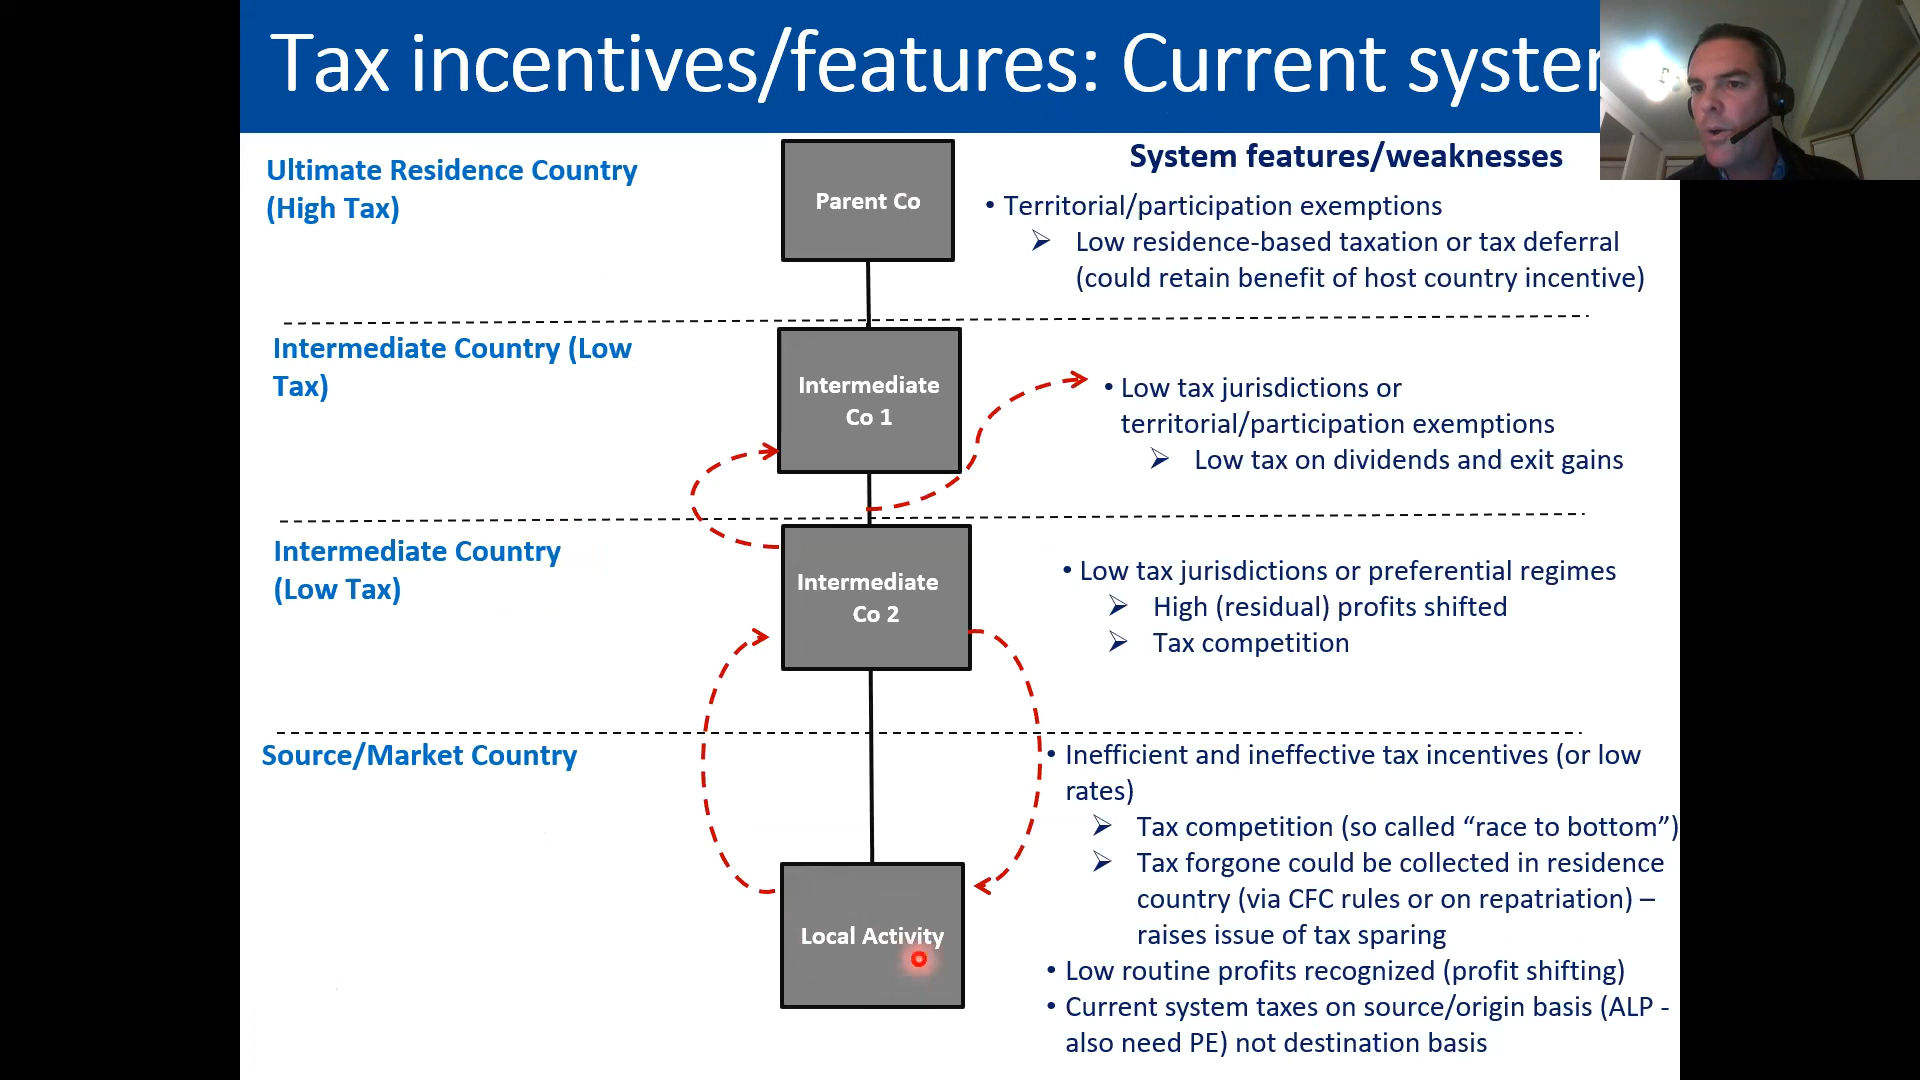 Tax incentives/features: Current system
Ultimate Residence Country
(High Tax)
Parent Co
System features/weaknesses
• Territorial/participation exemptions
➢ Low residence-based taxation or tax deferral
(could retain benefit of host country incentive)
Intermediate Country (Low
Tax)
Intermediate
Co 1
• Low tax jurisdictions or
territorial/participation exemptions
➢ Low tax on dividends and exit gains
Intermediate Country
(Low Tax)
Intermediate
Co 2
• Low tax jurisdictions or preferential regimes
➢ High (residual) profits shifted
➢ Tax competition
Source/Market Country
Local Activity
• Inefficient and ineffective tax incentives (or low
rates)
➢ Tax competition (so called “race to bottom”)
➢ Tax forgone could be collected in residence
country (via CFC rules or on repatriation) –
raises issue of tax sparing
• Low routine profits recognized (profit shifting)
• Current system taxes on source/origin basis (ALP -
also need PE) not destination basis